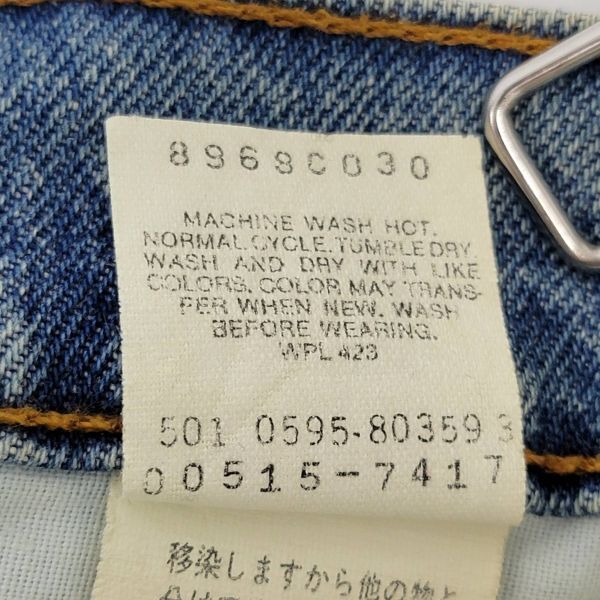 8968C030
MACHINE WASH HOT.
NORMAL CYCLE. TUMBLE DRY.
WASH AND DRY WITH LIKE
COLORS. COLOR MAY TRANS-
FER WHEN NEW. WASH
BEFORE WEARING.
WPL 423
501 0595-80359 3
00515-7417
移染しますから他の物と